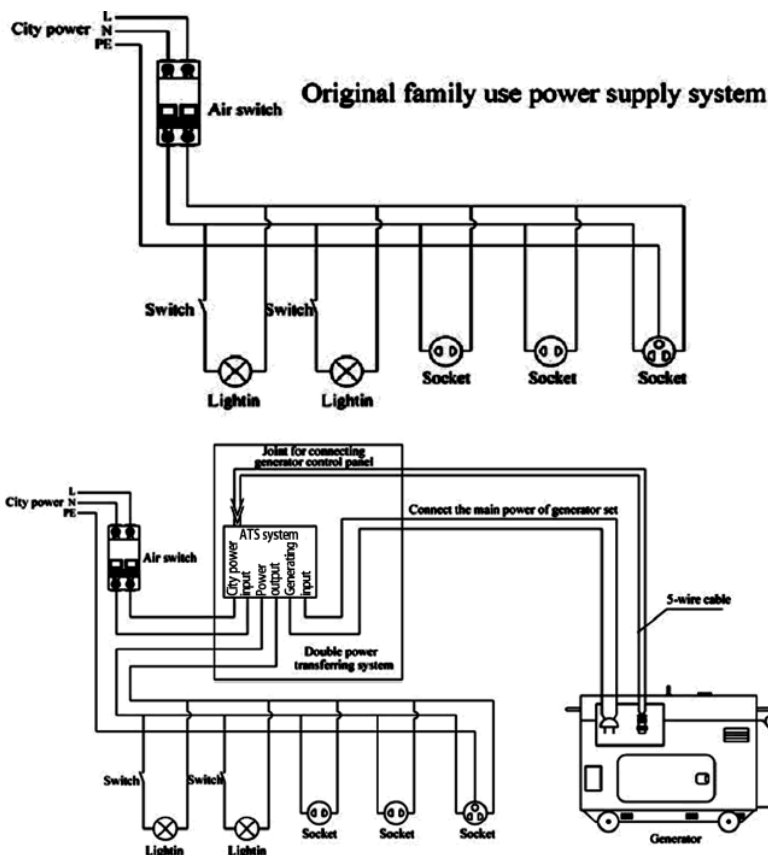 L
City power N
PE
Original family use power supply system
Air switch
Switch
Switch
Lightin
Lightin
Socket
Socket
Socket
Joint for connecting
generator control panel
L
City power N
PE
Connect the main power of generator set
ATS system
Air switch
City power
input
Power
output
Generating
input
5-wire cable
Double power
transferring system
Switch
Switch
Lightin
Lightin
Socket
Socket
Socket
Generator